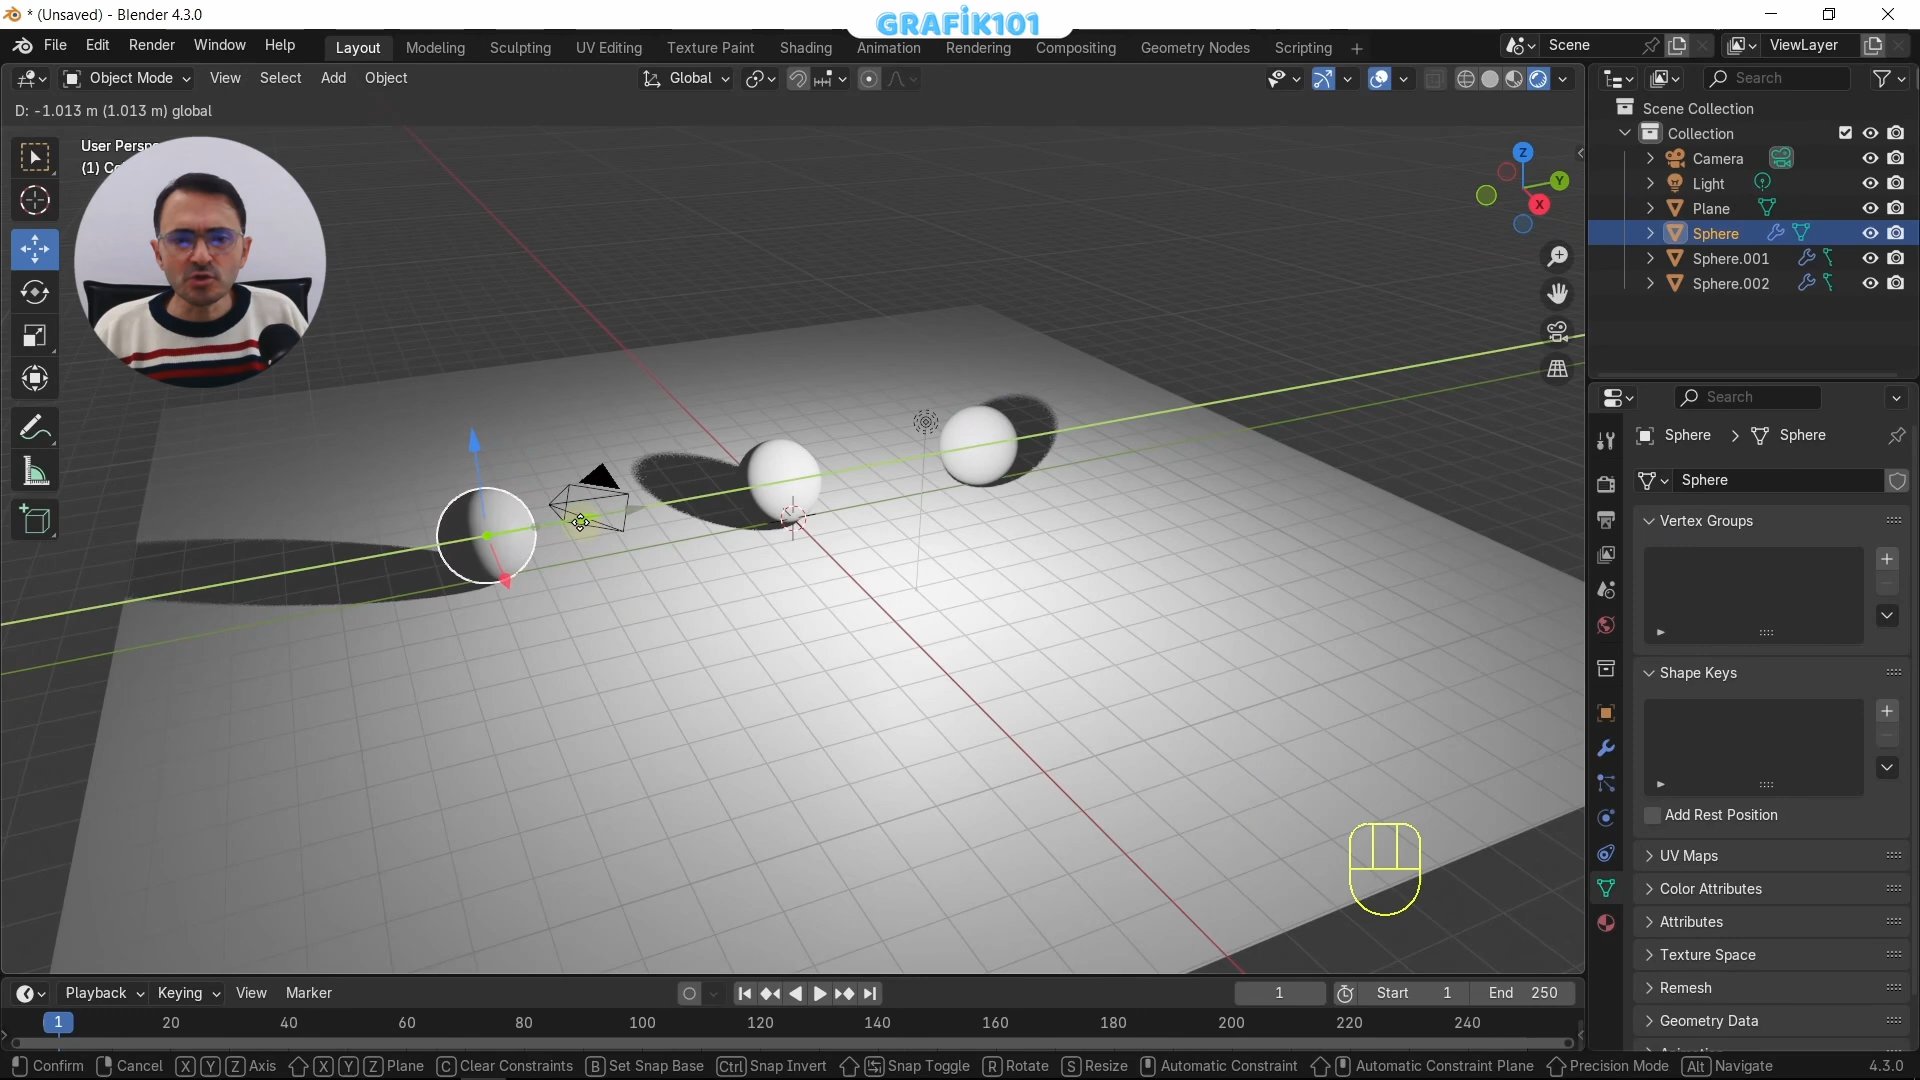 * (Unsaved) - Blender 4.3.0
GRAFİK101
File Edit Render Window Help
Layout Modeling Sculpting UV Editing Texture Paint Shading Animation Rendering Compositing Geometry Nodes Scripting +
Scene
ViewLayer
Object Mode View Select Add Object
Global
Search
D: -1.013 m (1.013 m) global
User Perspe
(1) Co
Z
Y
X
Scene Collection
Collection
Camera
Light
Plane
Sphere
Sphere.001
Sphere.002
Search
Sphere > Sphere
Sphere
Vertex Groups
Shape Keys
Add Rest Position
UV Maps
Color Attributes
Attributes
Texture Space
Remesh
Geometry Data
Playback Keying View Marker
1
Start 1
End 250
1 20 40 60 80 100 120 140 160 180 200 220 240
Confirm Cancel X Y Z Axis X Y Z Plane C Clear Constraints B Set Snap Base Ctrl Snap Invert Snap Toggle R Rotate S Resize Automatic Constraint Automatic Constraint Plane Precision Mode Alt Navigate
4.3.0